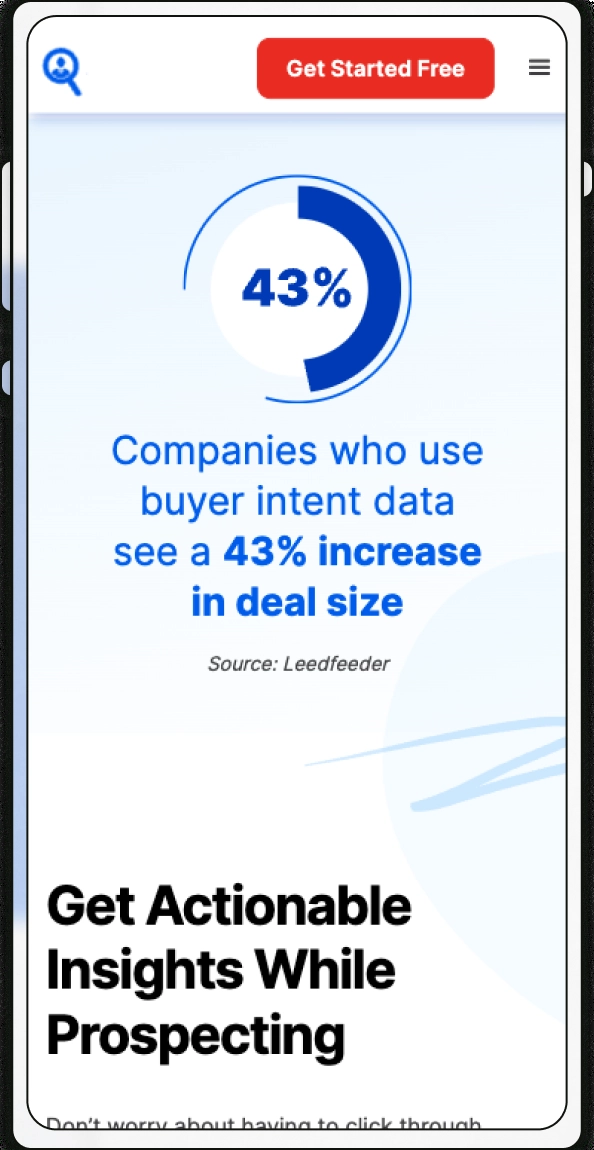 Get Started Free
43%
Companies who use
buyer intent data
see a 43% increase
in deal size
Source: Leedfeeder
Get Actionable
Insights While
Prospecting
Don't worry about having to click through